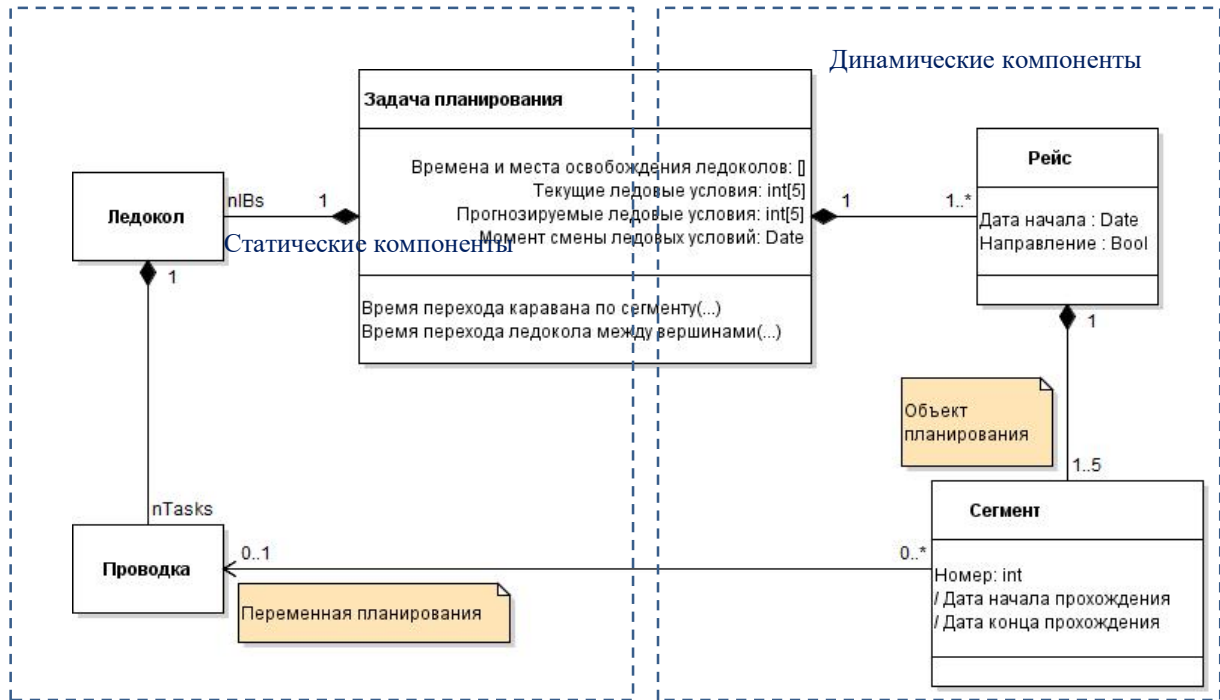 Динамические компоненты
Задача планирования
Времена и места освобождения ледоколов: []
Текущие ледовые условия: int[5]
Прогнозируемые ледовые условия: int[5]
Момент смены ледовых условий: Date
Время перехода каравана по сегменту(...)
Время перехода ледокола между вершинами(...)
Рейс
Дата начала : Date
Направление : Bool
Ледокол
nIBs
1
1
1..*
Статические компоненты
1
1
Объект
планирования
1..5
nTasks
Проводка
0..1
0..*
Переменная планирования
Сегмент
Номер: int
/ Дата начала прохождения
/ Дата конца прохождения